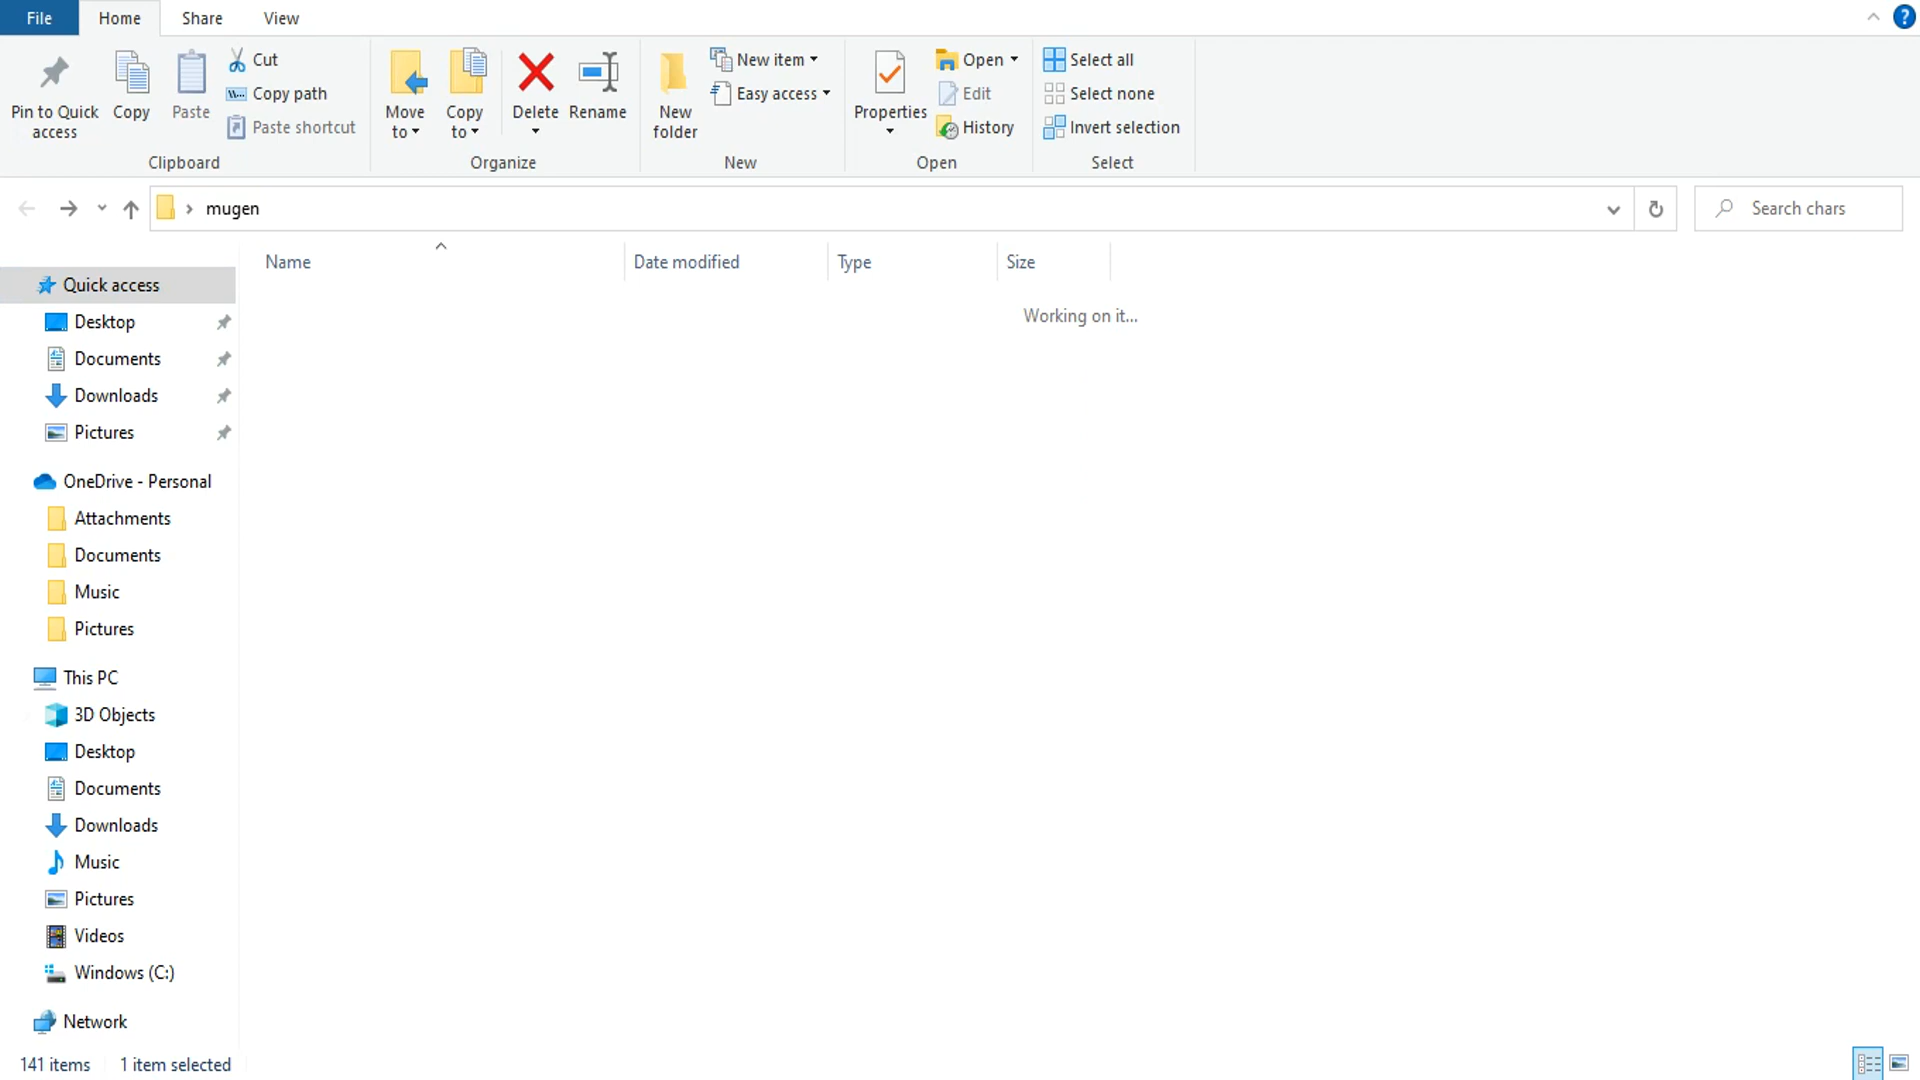 File
Home
Share
View
?
Pin to Quick
access
Copy
Paste
Cut
Copy path
Paste shortcut
Clipboard
Move
to
Copy
to
Delete
Rename
Organize
New
folder
New item
Easy access
New
Properties
Open
Edit
History
Open
Select all
Select none
Invert selection
Select
mugen
Search chars
Name
Date modified
Type
Size
Working on it...
Quick access
Desktop
Documents
Downloads
Pictures
OneDrive - Personal
Attachments
Documents
Music
Pictures
This PC
3D Objects
Desktop
Documents
Downloads
Music
Pictures
Videos
Windows (C:)
Network
141 items
1 item selected